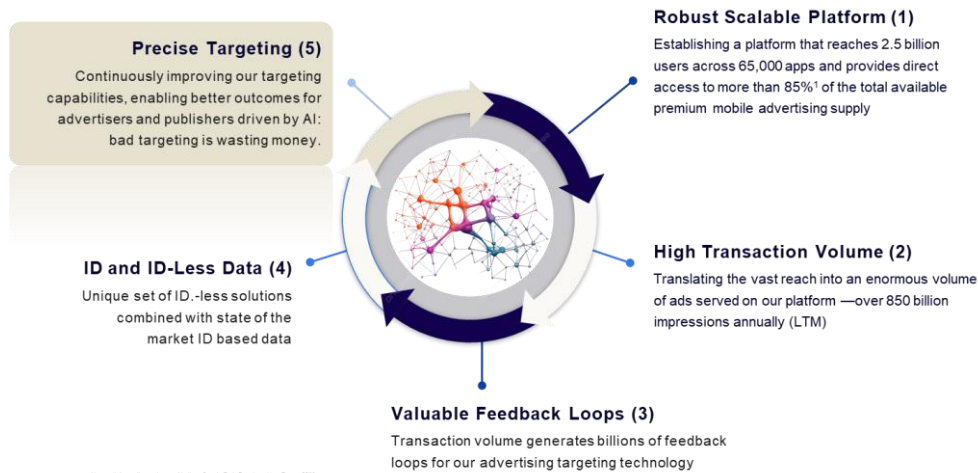 Robust Scalable Platform (1)
Establishing a platform that reaches 2.5 billion
users across 65,000 apps and provides direct
access to more than 85%¹ of the total available
premium mobile advertising supply
High Transaction Volume (2)
Translating the vast reach into an enormous volume
of ads served on our platform —over 850 billion
impressions annually (LTM)
Valuable Feedback Loops (3)
Transaction volume generates billions of feedback
loops for our advertising targeting technology
ID and ID-Less Data (4)
Unique set of ID.-less solutions
combined with state of the
market ID based data
Precise Targeting (5)
Continuously improving our targeting
capabilities, enabling better outcomes for
advertisers and publishers driven by AI:
bad targeting is wasting money.